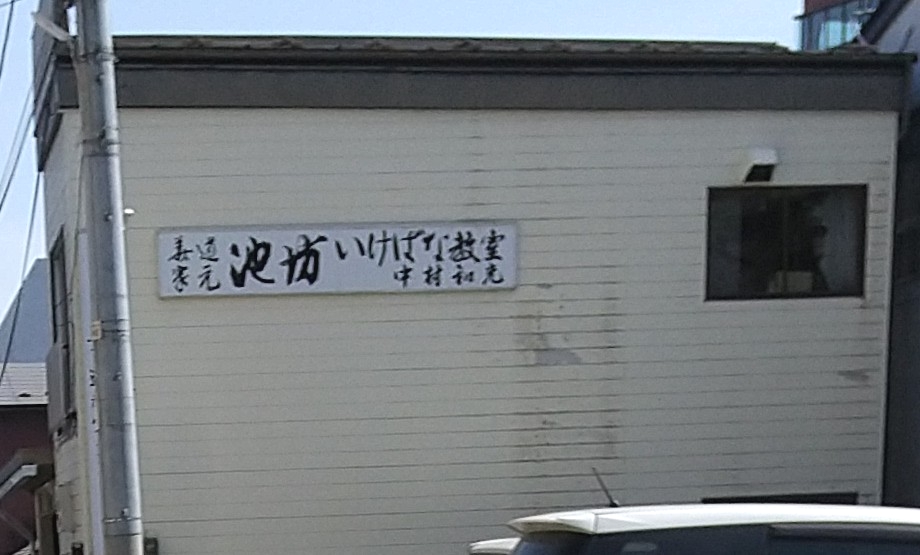 華道
家元
池坊
いけばな教室
中村和光